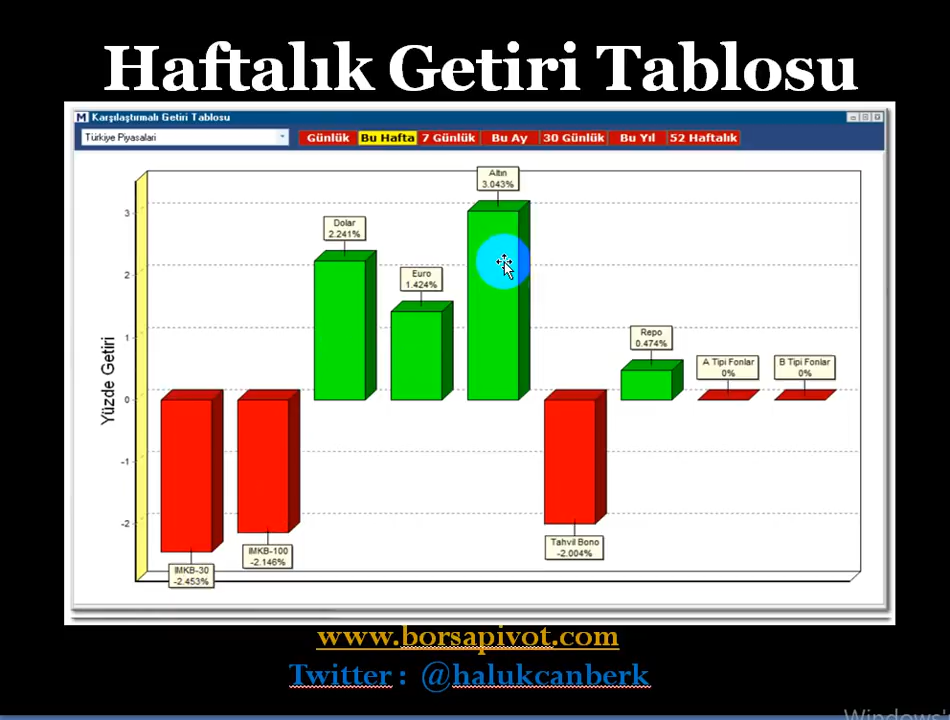 Haftalık Getiri Tablosu
M Karşılaştırmalı Getiri Tablosu
Türkiye Piyasaları
Günlük Bu Hafta 7 Günlük Bu Ay 30 Günlük Bu Yıl 52 Haftalık
Altın
3.043%
Dolar
2.241%
Euro
1.424%
Repo
0.474%
A Tipi Fonlar
0%
B Tipi Fonlar
0%
3
2
1
0
-1
-2
Yüzde Getiri
Tahvil Bono
-2.004%
IMKB-100
-2.146%
IMKB-30
-2.453%
www.borsapivot.com
Twitter : @halukcanberk